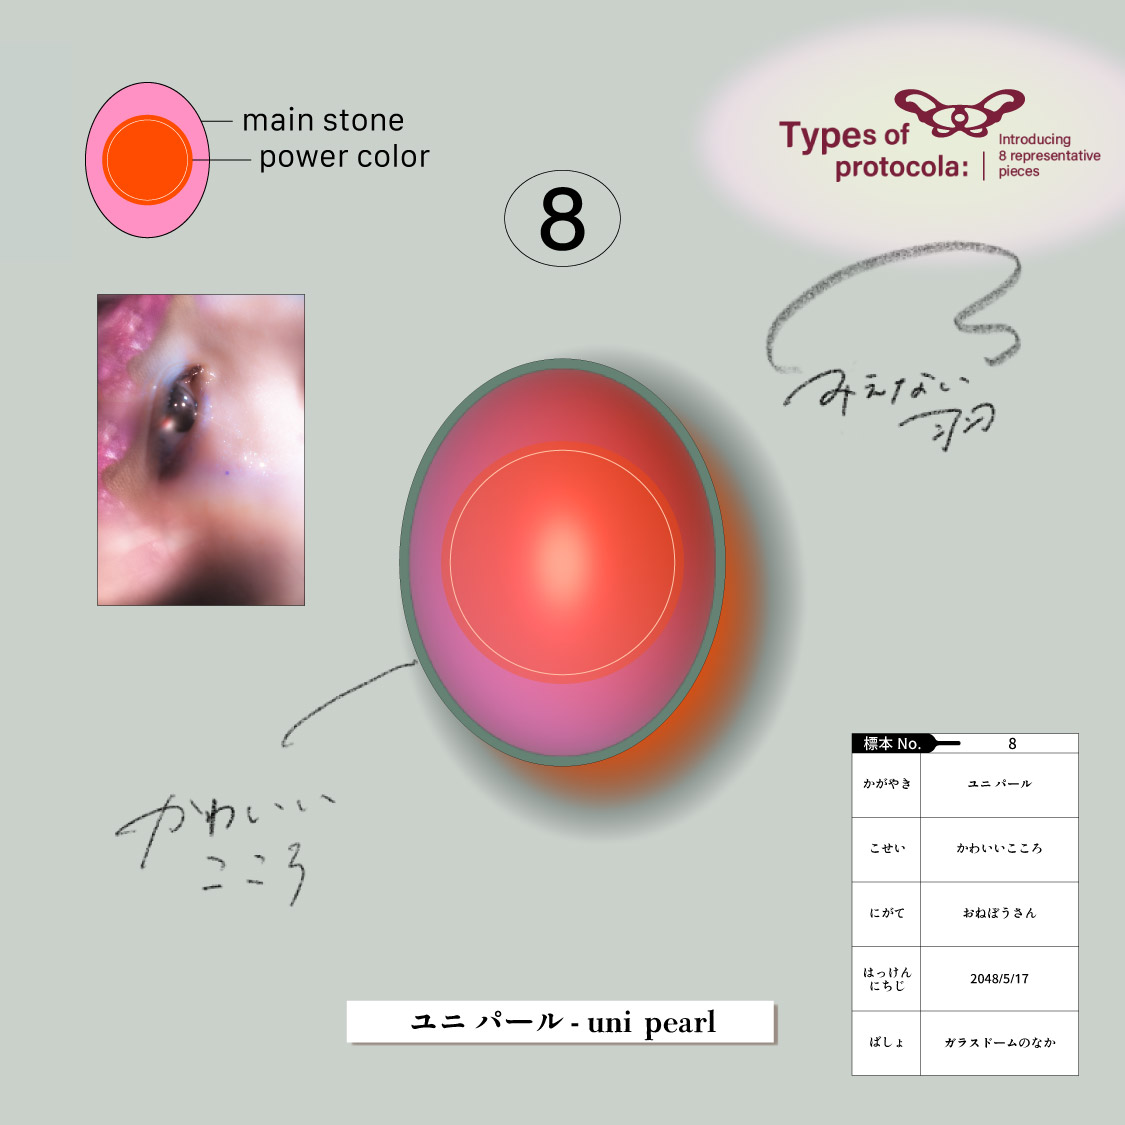 main stone
power color
8
Types of
protocola:
Introducing
8 representative
pieces
みえない
羽
かわいい
こころ
標本 No. 8
かがやき ユニ パール
こせい かわいいこころ
にがて おねぼうさん
はっけん
にちじ 2048/5/17
ばしょ ガラスドームのなか
ユニ パール - uni pearl